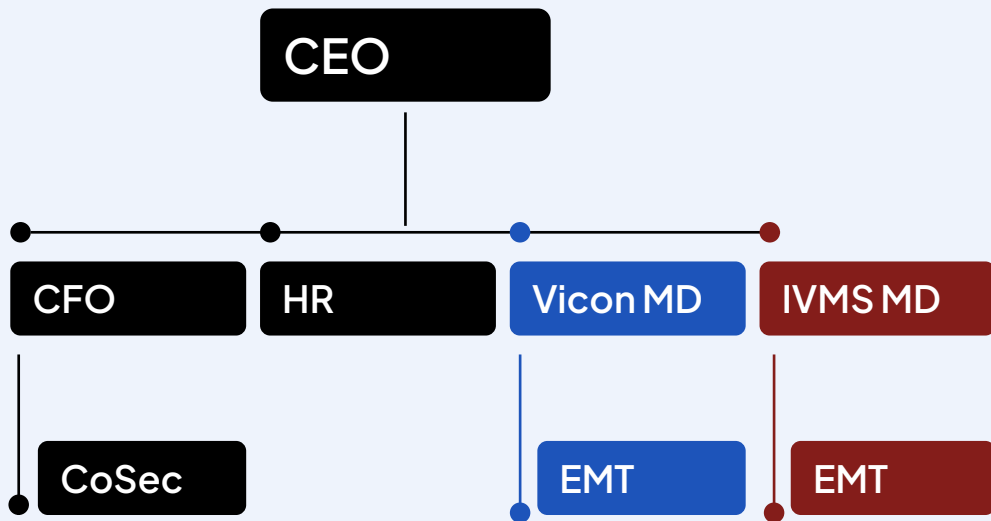 CEO
CFO
HR
Vicon MD
IVMS MD
CoSec
EMT
EMT